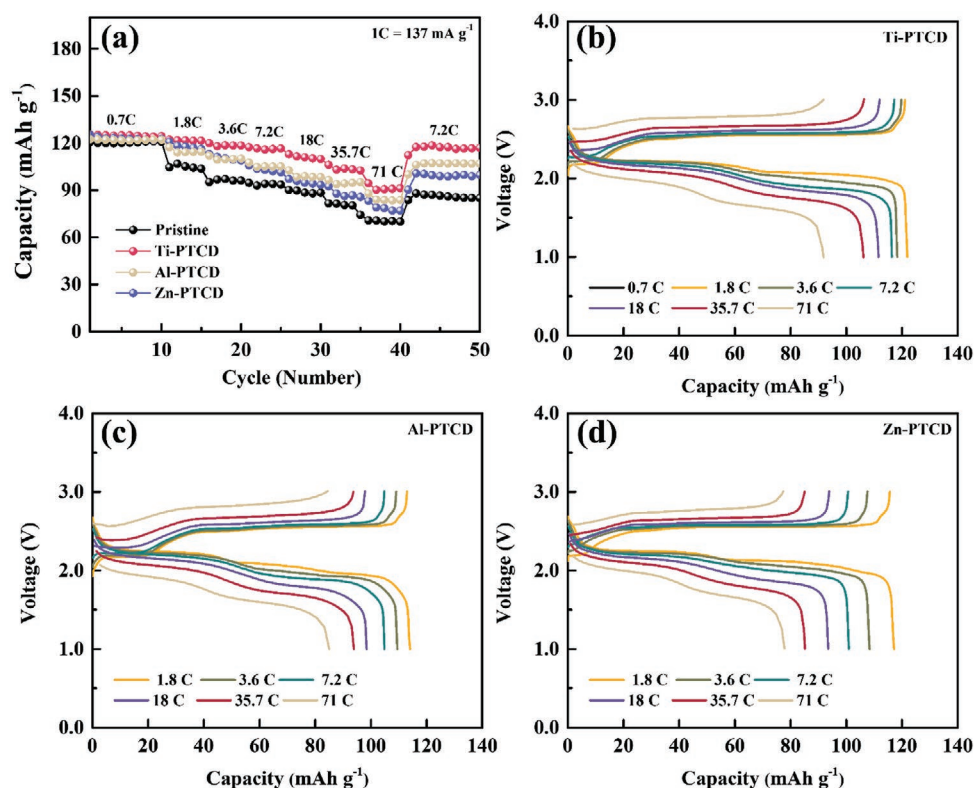 (a)
1C = 137 mA g⁻¹
Capacity (mAh g⁻¹)
180
150
120
90
60
30
0
0.7C
1.8C
3.6C
7.2C
18C
35.7C
71 C
7.2C
Pristine
Ti-PTCD
Al-PTCD
Zn-PTCD
10 20 30 40 50
Cycle (Number)
(b)
Ti-PTCD
Voltage (V)
4.0
3.0
2.0
1.0
0.0
0.7 C 1.8 C 3.6 C 7.2 C
18 C 35.7 C 71 C
0 20 40 60 80 100 120 140
Capacity (mAh g⁻¹)
(c)
Al-PTCD
Voltage (V)
4.0
3.0
2.0
1.0
0.0
1.8 C 3.6 C 7.2 C
18 C 35.7 C 71 C
0 20 40 60 80 100 120 140
Capacity (mAh g⁻¹)
(d)
Zn-PTCD
Voltage (V)
4.0
3.0
2.0
1.0
0.0
1.8 C 3.6 C 7.2 C
18 C 35.7 C 71 C
0 20 40 60 80 100 120 140
Capacity (mAh g⁻¹)